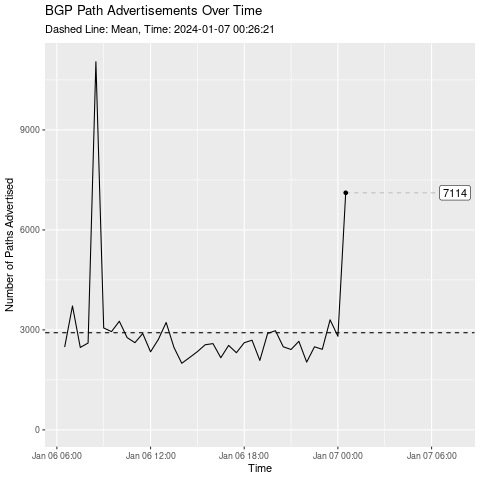 BGP Path Advertisements Over Time
Dashed Line: Mean, Time: 2024-01-07 00:26:21
Number of Paths Advertised
9000
6000
3000
0
7114
Jan 06 06:00
Jan 06 12:00
Jan 06 18:00
Jan 07 00:00
Jan 07 06:00
Time